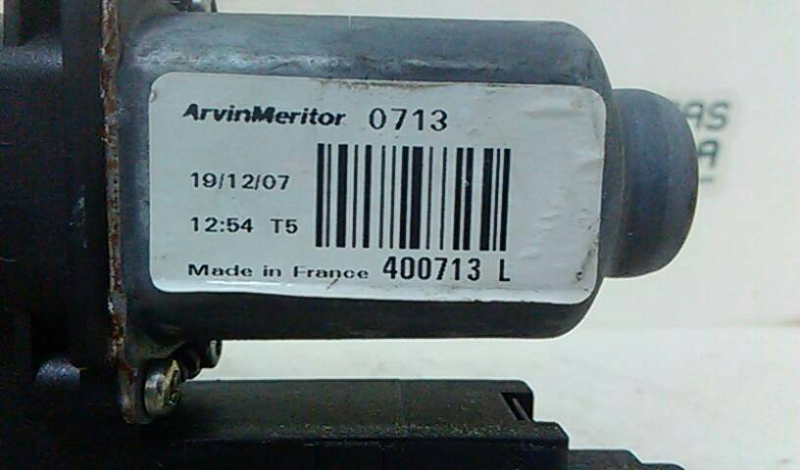 ArvinMeritor 0713
19/12/07
12:54 T5
Made in France 400713 L